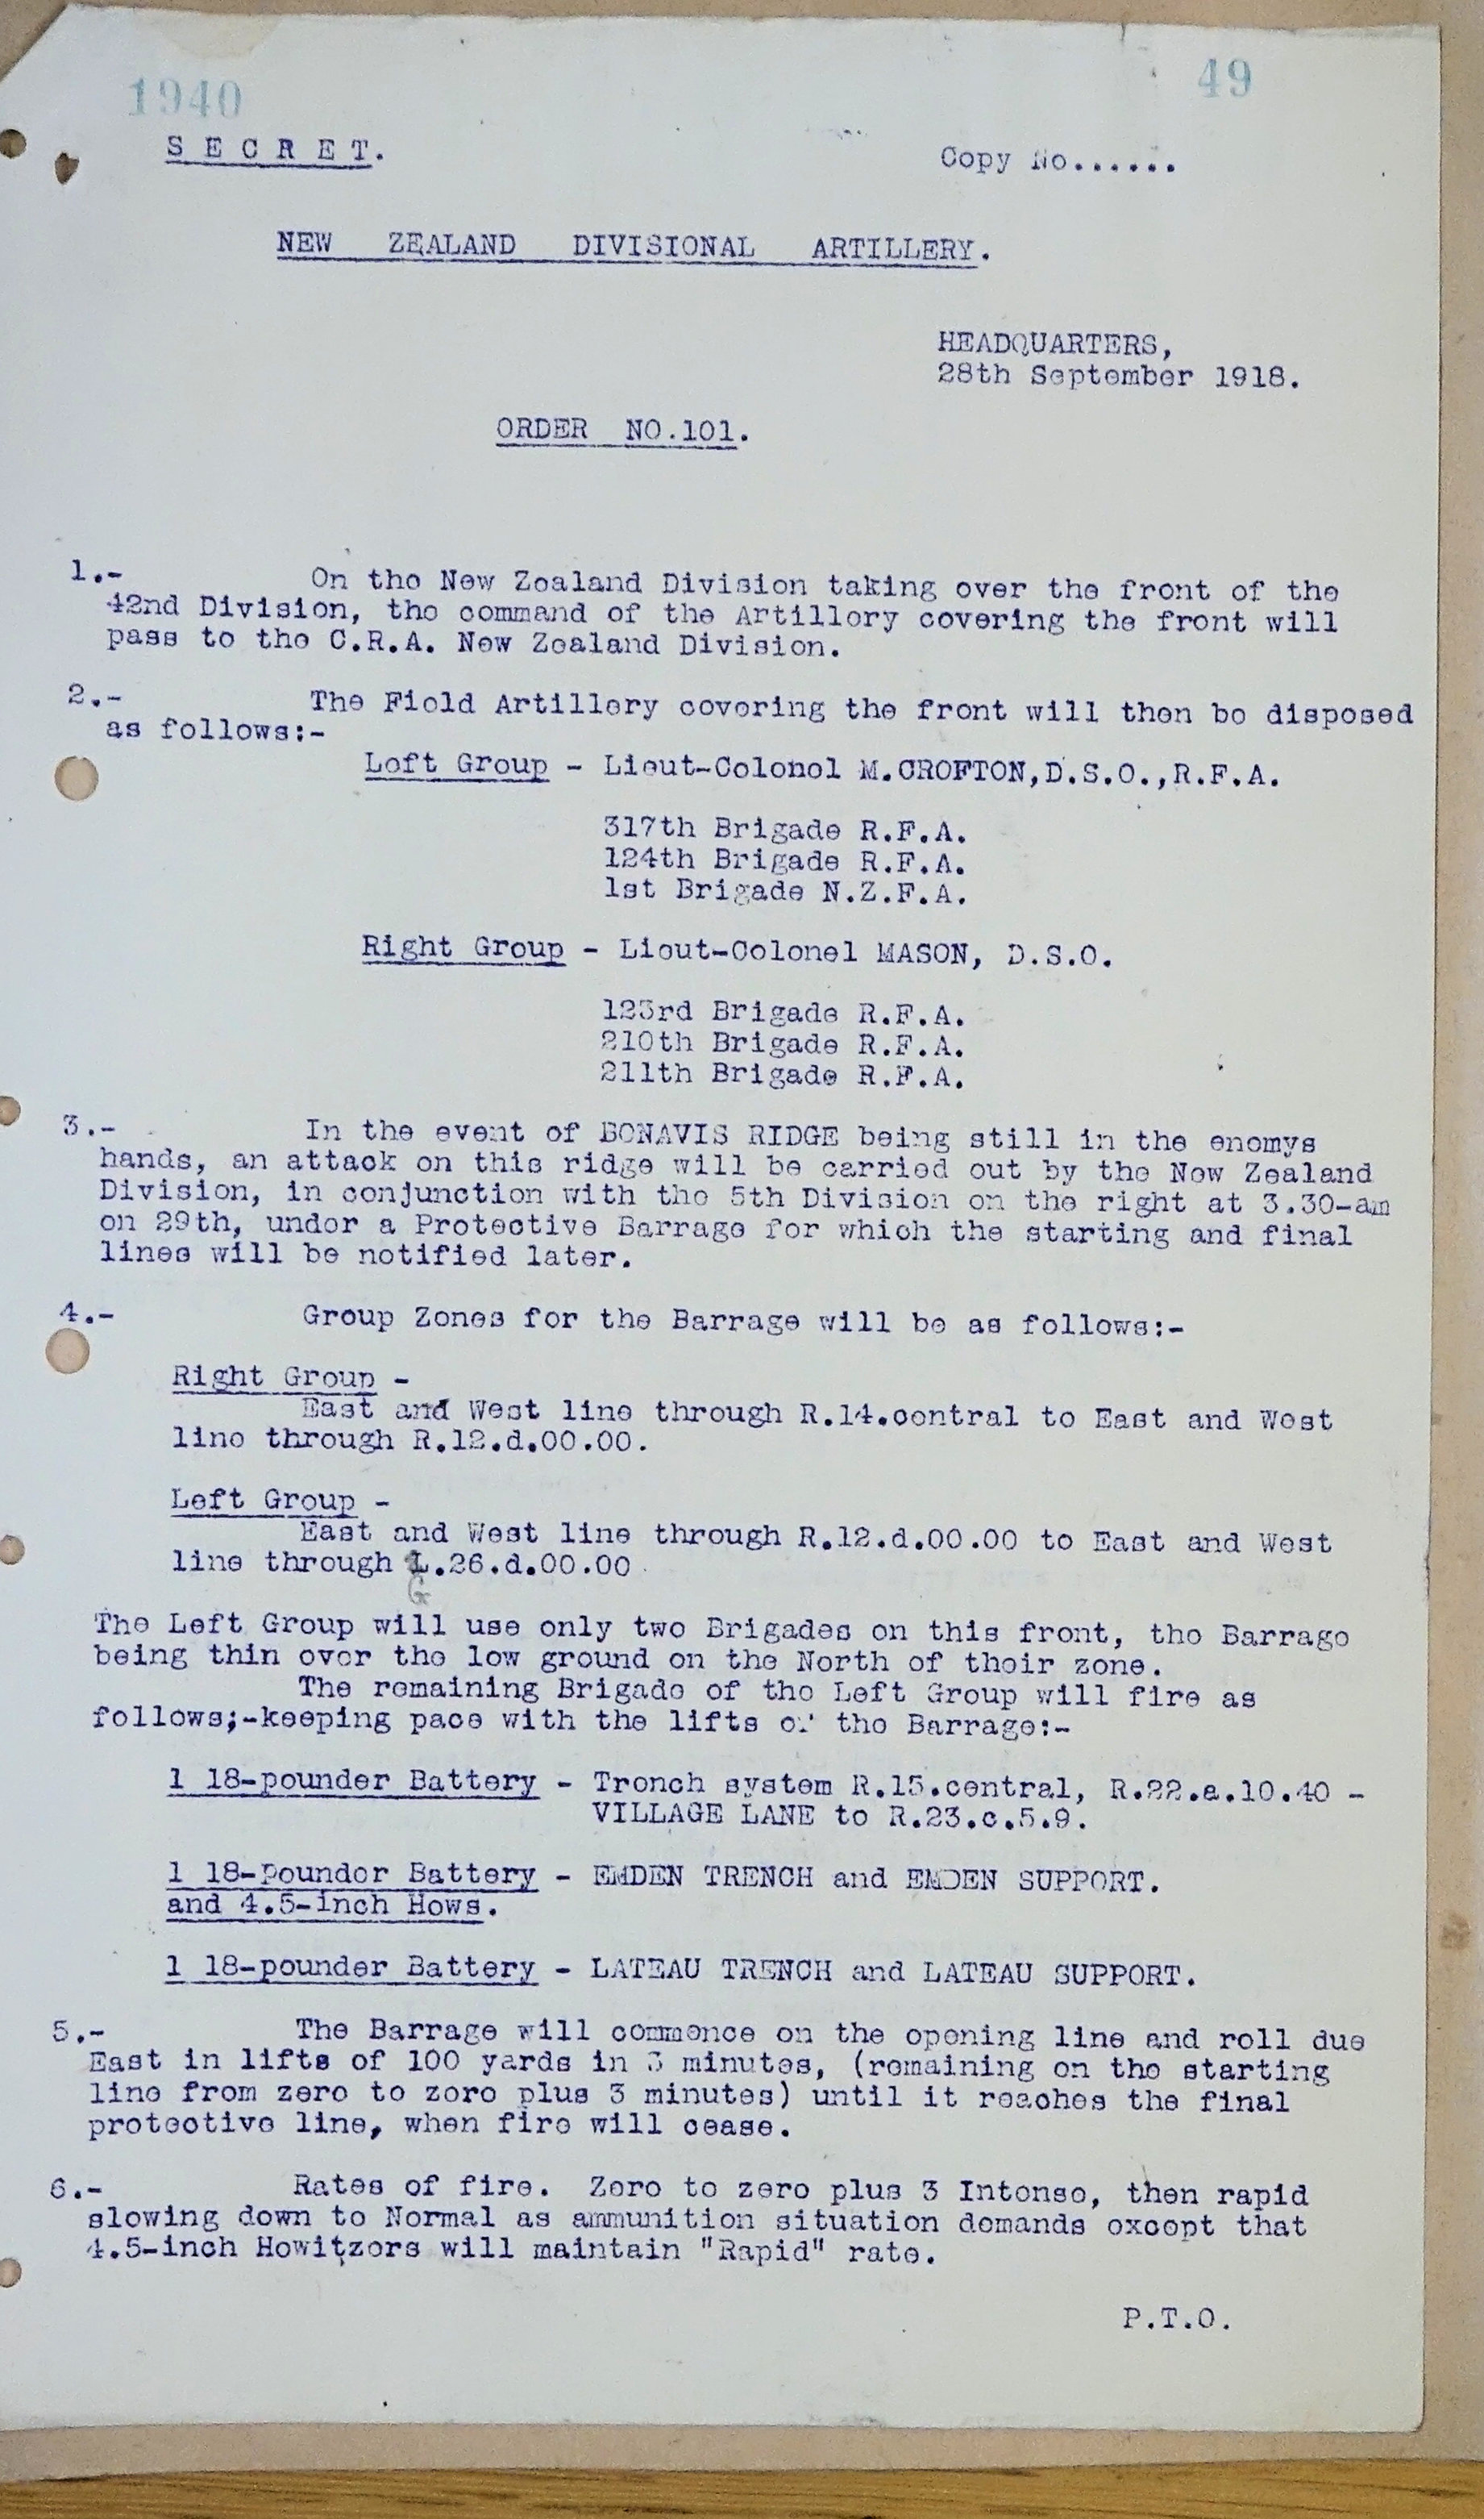 1940
49
S E C R E T.
Copy No......
NEW ZEALAND DIVISIONAL ARTILLERY.
HEADQUARTERS,
28th September 1918.
ORDER NO.101.
1.- On the New Zealand Division taking over the front of the
42nd Division, the command of the Artillery covering the front will
pass to the C.R.A. New Zealand Division.
2.- The Field Artillery covering the front will then be disposed
as follows:-
Left Group - Lieut-Colonel M.CROFTON,D.S.O.,R.F.A.
317th Brigade R.F.A.
124th Brigade R.F.A.
1st Brigade N.Z.F.A.
Right Group - Lieut-Colonel MASON, D.S.O.
123rd Brigade R.F.A.
210th Brigade R.F.A.
211th Brigade R.F.A.
3.- In the event of BONAVIS RIDGE being still in the enemys
hands, an attack on this ridge will be carried out by the New Zealand
Division, in conjunction with the 5th Division on the right at 3.30-am
on 29th, under a Protective Barrage for which the starting and final
lines will be notified later.
4.- Group Zones for the Barrage will be as follows:-
Right Group -
East and West line through R.14.central to East and West
line through R.12.d.00.00.
Left Group -
East and West line through R.12.d.00.00 to East and West
line through L.26.d.00.00
G
The Left Group will use only two Brigades on this front, the Barrage
being thin over the low ground on the North of their zone.
The remaining Brigade of the Left Group will fire as
follows;-keeping pace with the lifts of the Barrage:-
1 18-pounder Battery - Trench system R.15.central, R.22.a.10.40 -
VILLAGE LANE to R.23.c.5.9.
1 18-Pounder Battery - EMDEN TRENCH and EMDEN SUPPORT.
and 4.5-inch Hows.
1 18-pounder Battery - LATEAU TRENCH and LATEAU SUPPORT.
5.- The Barrage will commence on the opening line and roll due
East in lifts of 100 yards in 3 minutes, (remaining on the starting
line from zero to zero plus 3 minutes) until it reaches the final
protective line, when fire will cease.
6.- Rates of fire. Zero to zero plus 3 Intense, then rapid
slowing down to Normal as ammunition situation demands except that
4.5-inch Howitzers will maintain "Rapid" rate.
P.T.O.